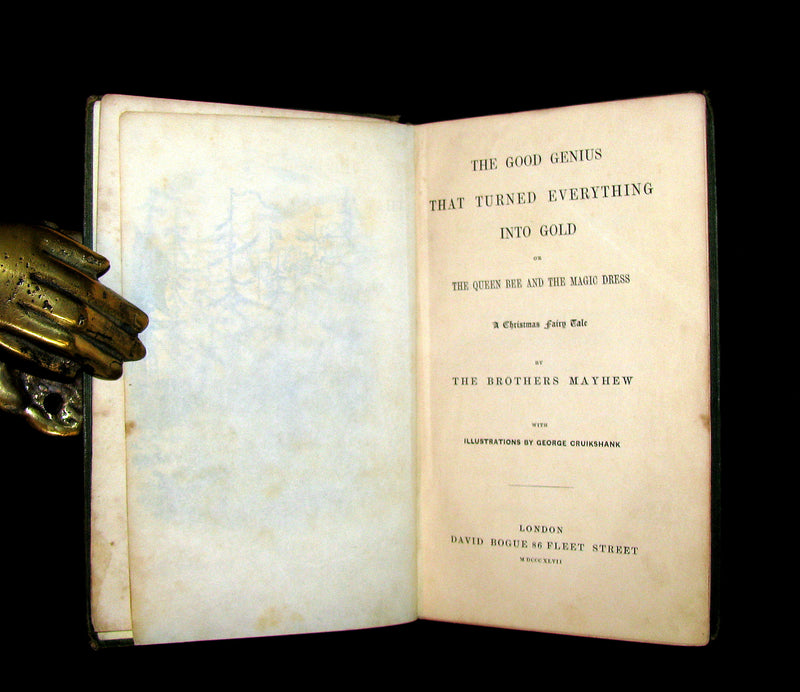 THE GOOD GENIUS
THAT TURNED EVERYTHING
INTO GOLD
OR
THE QUEEN BEE AND THE MAGIC DRESS
A Christmas Fairy Tale
BY
THE BROTHERS MAYHEW
WITH
ILLUSTRATIONS BY GEORGE CRUIKSHANK
LONDON
DAVID BOGUE 86 FLEET STREET
MDCCCXLVII